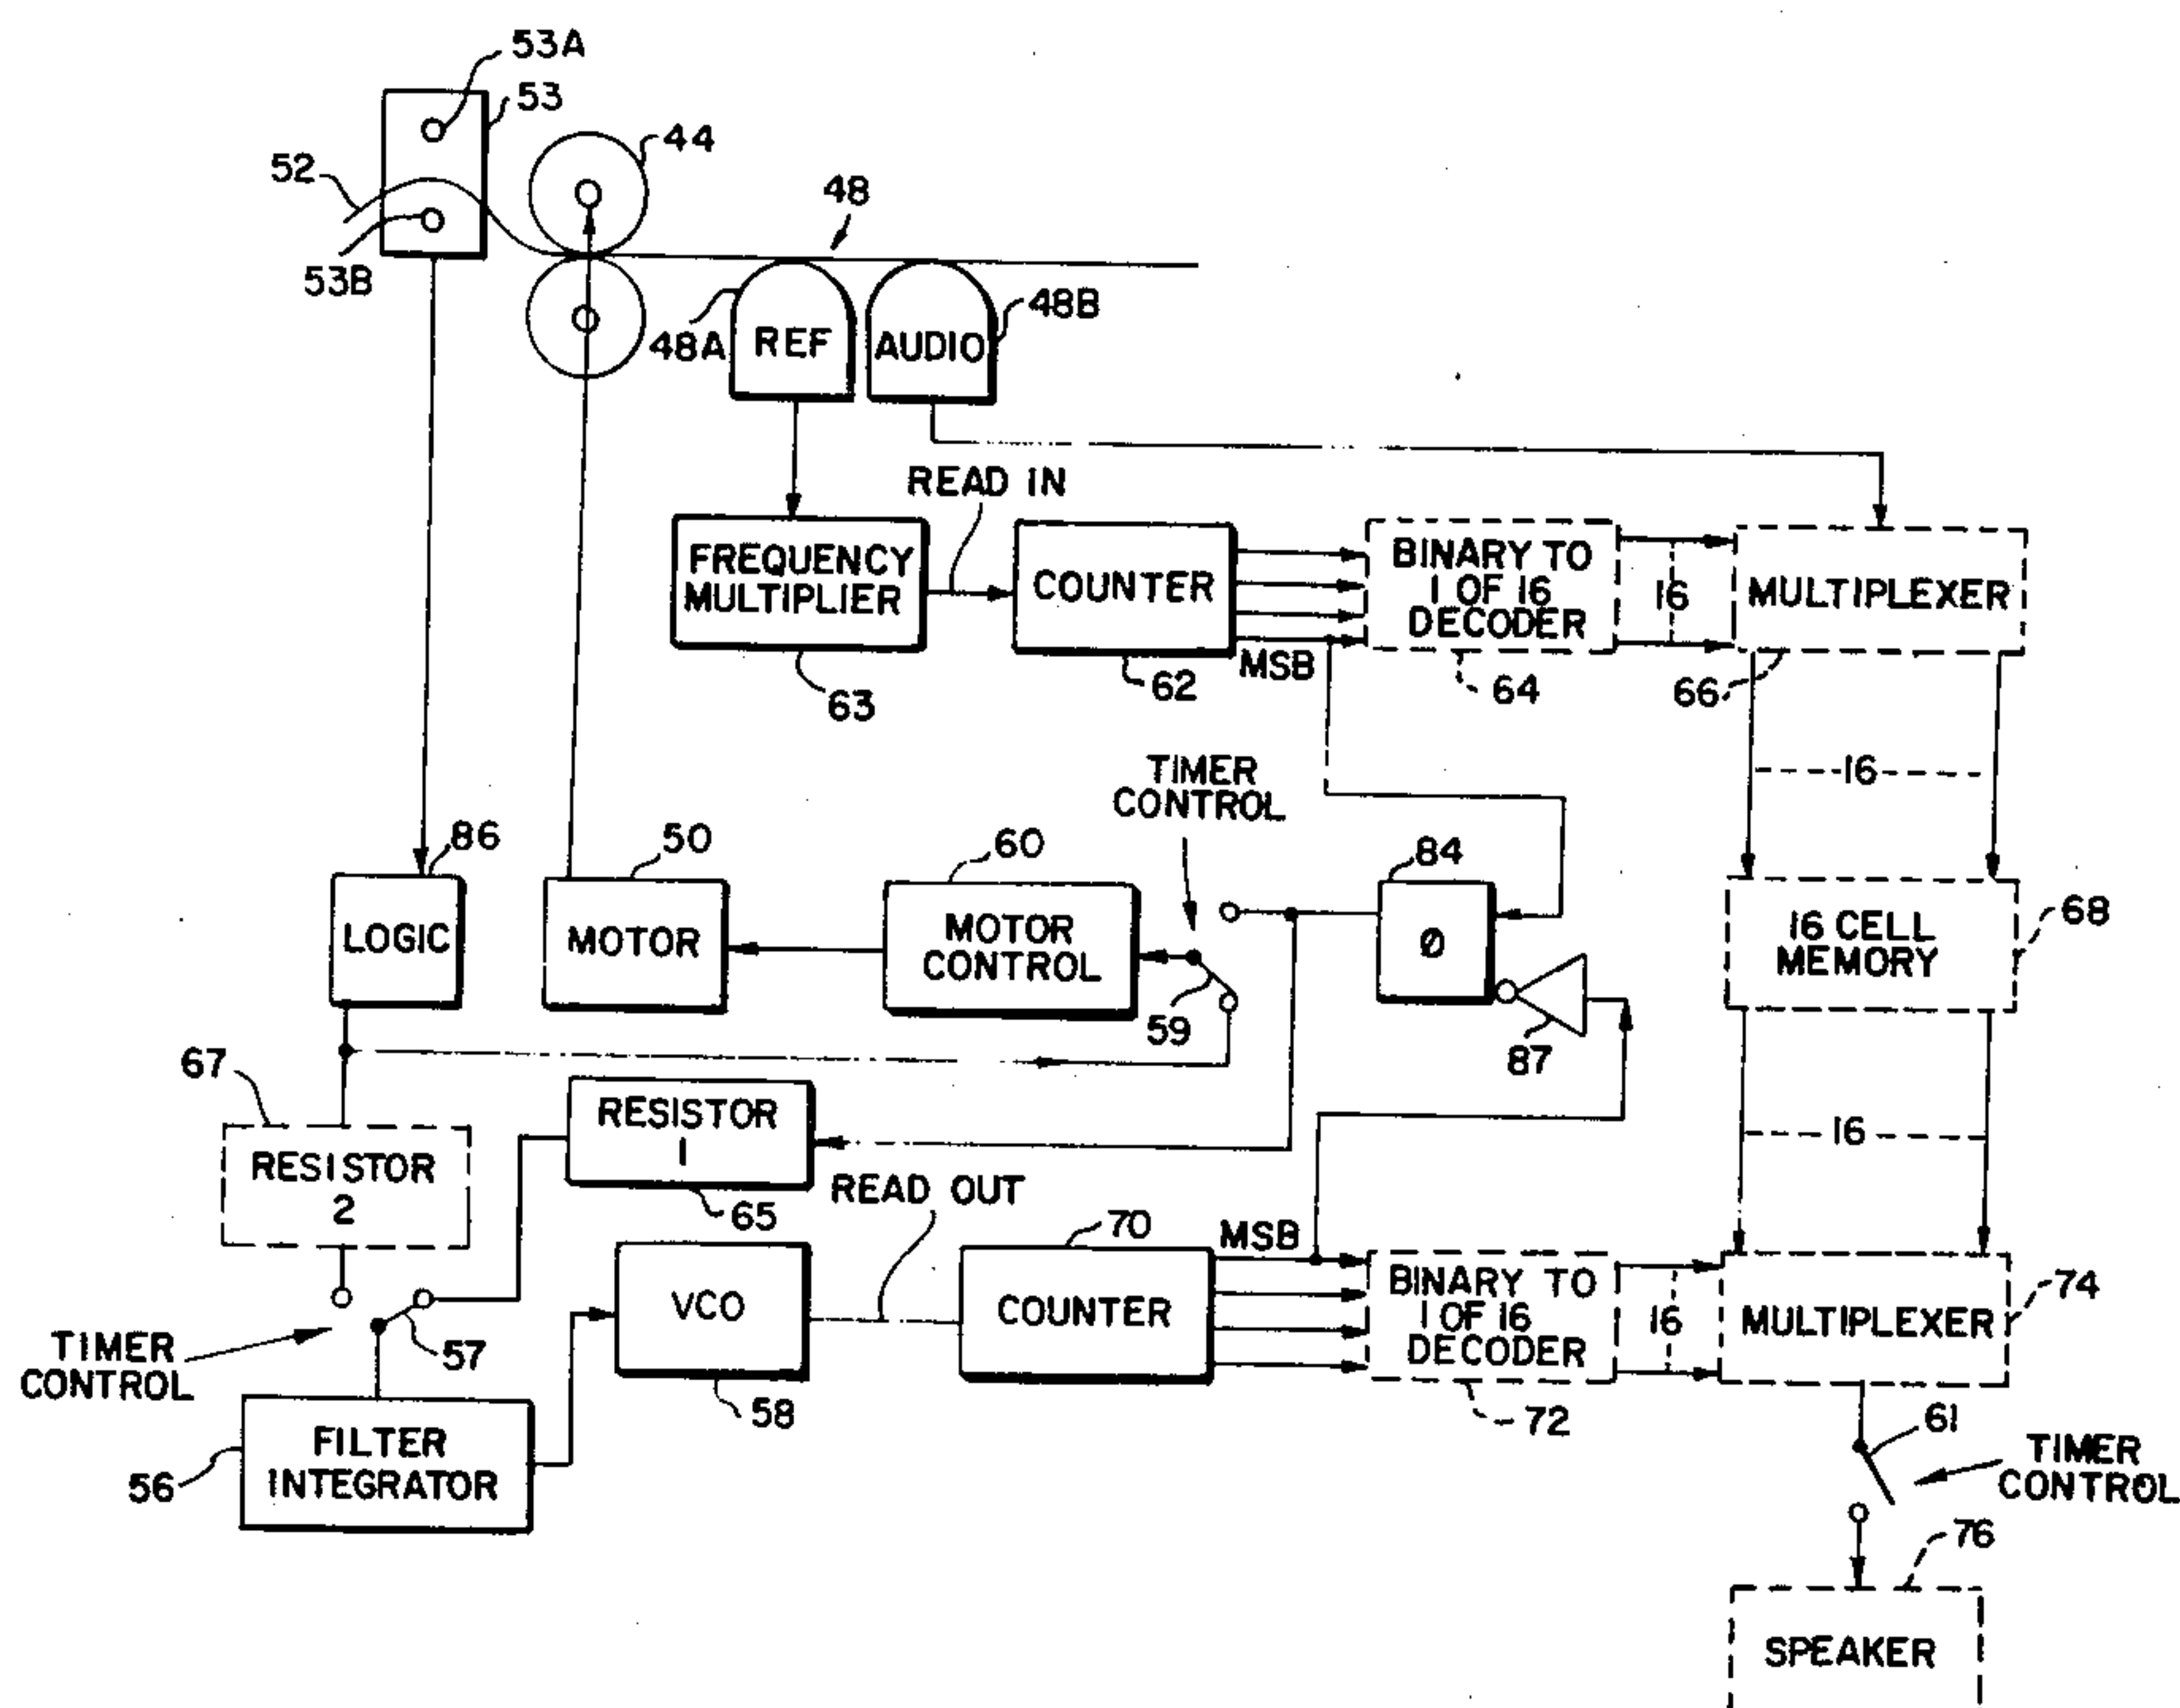 53A
53
52
44
48
53B
48A
REF
AUDIO
48B
READ IN
FREQUENCY
MULTIPLIER
COUNTER
BINARY TO
1 OF 16
DECODER
16
MULTIPLEXER
63
62
MSB
64
66
TIMER
CONTROL
16
86
50
60
84
LOGIC
MOTOR
MOTOR
CONTROL
Ø
16 CELL
MEMORY
68
59
87
67
RESISTOR
1
16
RESISTOR
2
65
READ OUT
70
MSB
VCO
COUNTER
BINARY TO
1 OF 16
DECODER
16
MULTIPLEXER
74
TIMER
CONTROL
57
58
72
61
FILTER
INTEGRATOR
56
TIMER
CONTROL
76
SPEAKER